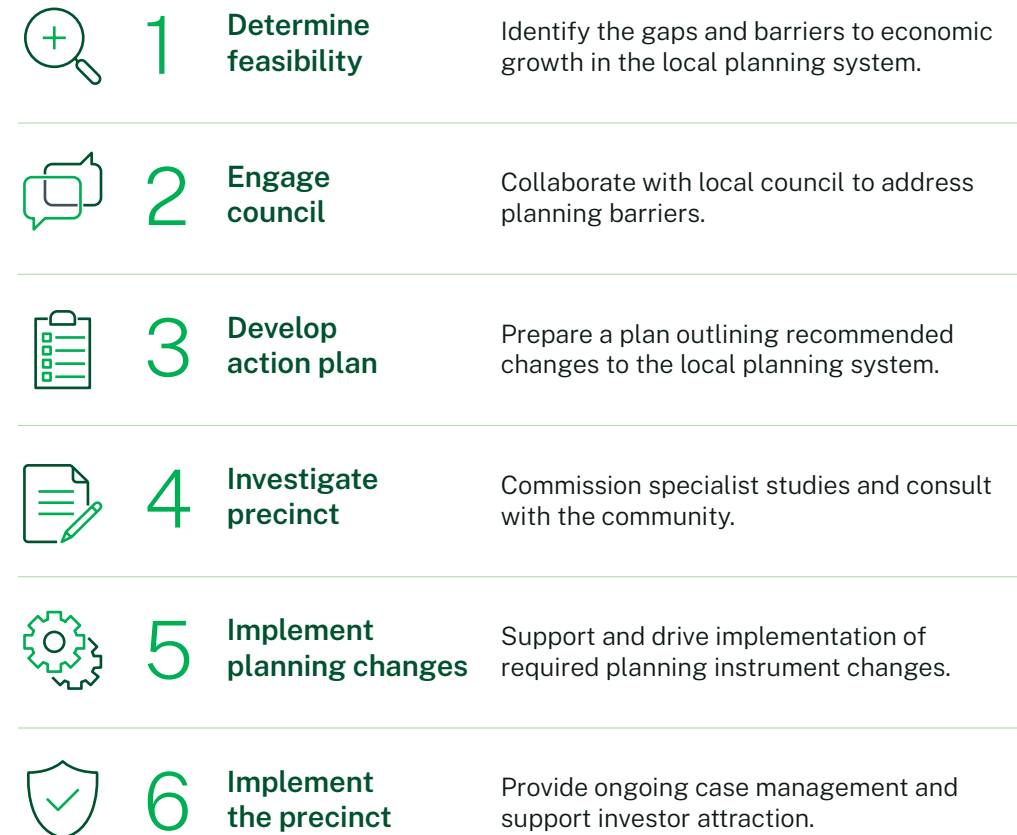 1
Determine
feasibility
Identify the gaps and barriers to economic
growth in the local planning system.
2
Engage
council
Collaborate with local council to address
planning barriers.
3
Develop
action plan
Prepare a plan outlining recommended
changes to the local planning system.
4
Investigate
precinct
Commission specialist studies and consult
with the community.
5
Implement
planning changes
Support and drive implementation of
required planning instrument changes.
6
Implement
the precinct
Provide ongoing case management and
support investor attraction.